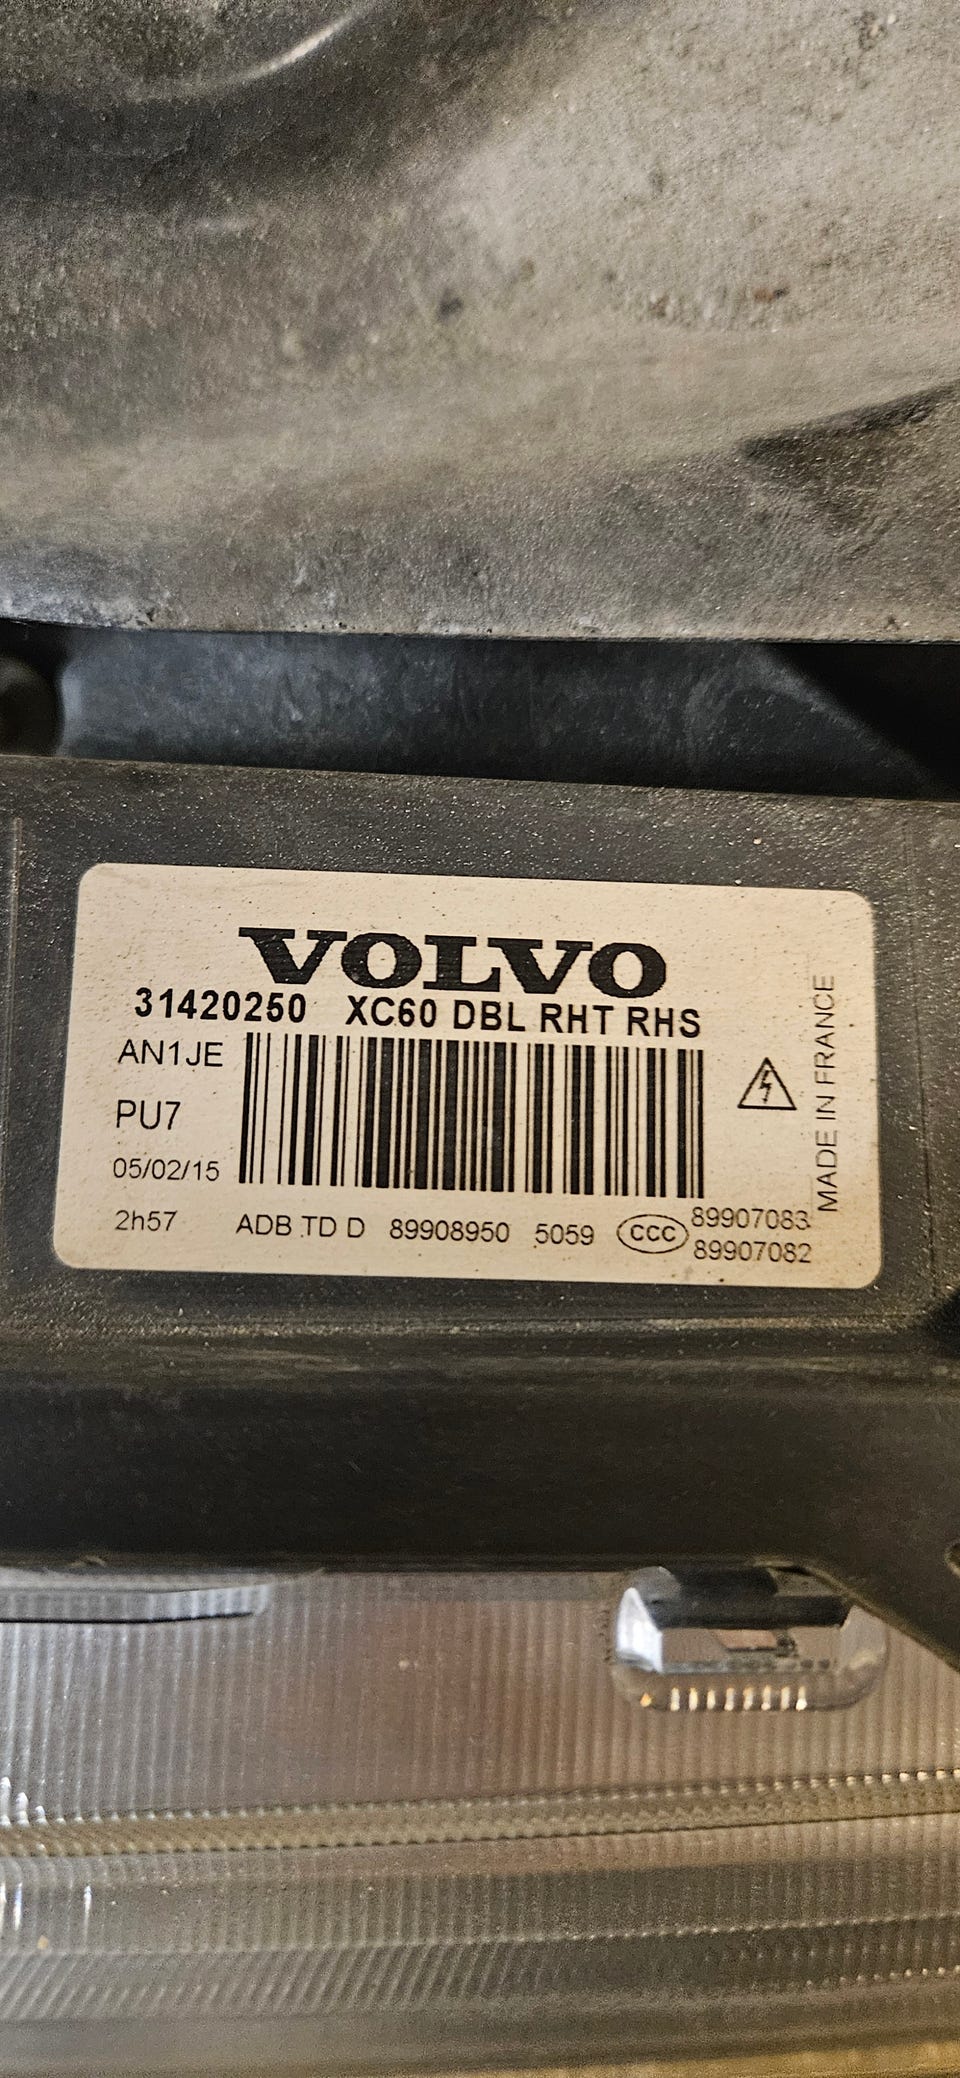 VOLVO
31420250 XC60 DBL RHT RHS
AN1JE
PU7
05/02/15
2h57 ADB TD D 89908950 5059 CCC 89907083
89907082
MADE IN FRANCE